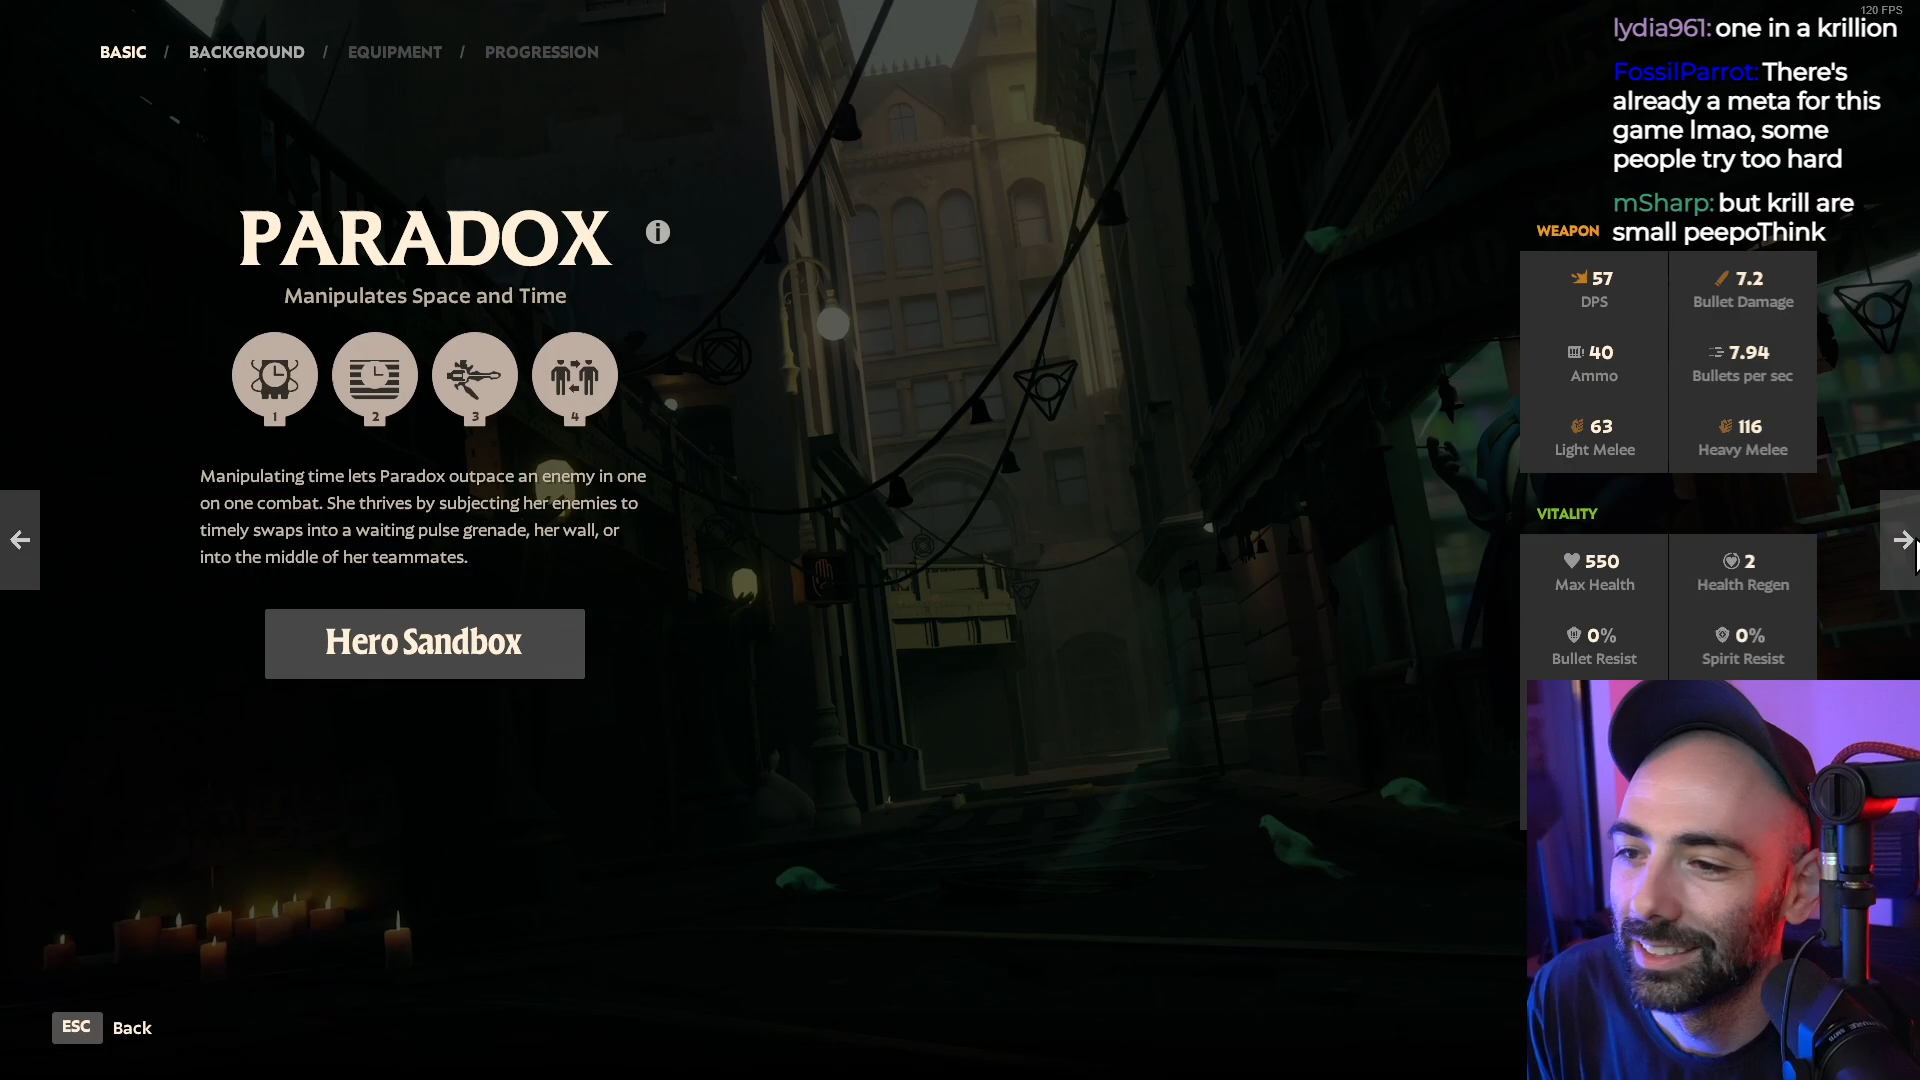 120 FPS
BASIC / BACKGROUND / EQUIPMENT / PROGRESSION
lydia961: one in a krillion
FossilParrot: There's
already a meta for this
game lmao, some
people try too hard
mSharp: but krill are
small peepoThink
PARADOX
i
Manipulates Space and Time
1 2 3 4
Manipulating time lets Paradox outpace an enemy in one
on one combat. She thrives by subjecting her enemies to
timely swaps into a waiting pulse grenade, her wall, or
into the middle of her teammates.
Hero Sandbox
WEAPON
57 7.2
DPS Bullet Damage
40 7.94
Ammo Bullets per sec
63 116
Light Melee Heavy Melee
VITALITY
550 2
Max Health Health Regen
0% 0%
Bullet Resist Spirit Resist
ESC Back